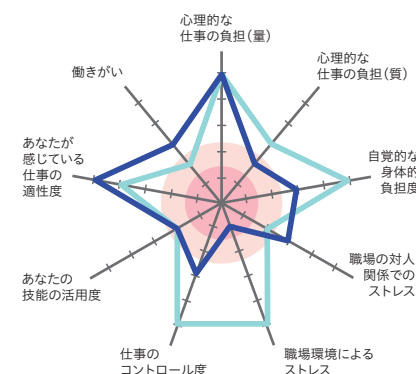 心理的な
仕事の負担（量）
心理的な
仕事の負担（質）
自覚的な
身体的
負担度
職場の対人
関係での
ストレス
職場環境による
ストレス
仕事の
コントロール度
あなたの
技能の活用度
あなたが
感じている
仕事の
適性度
働きがい